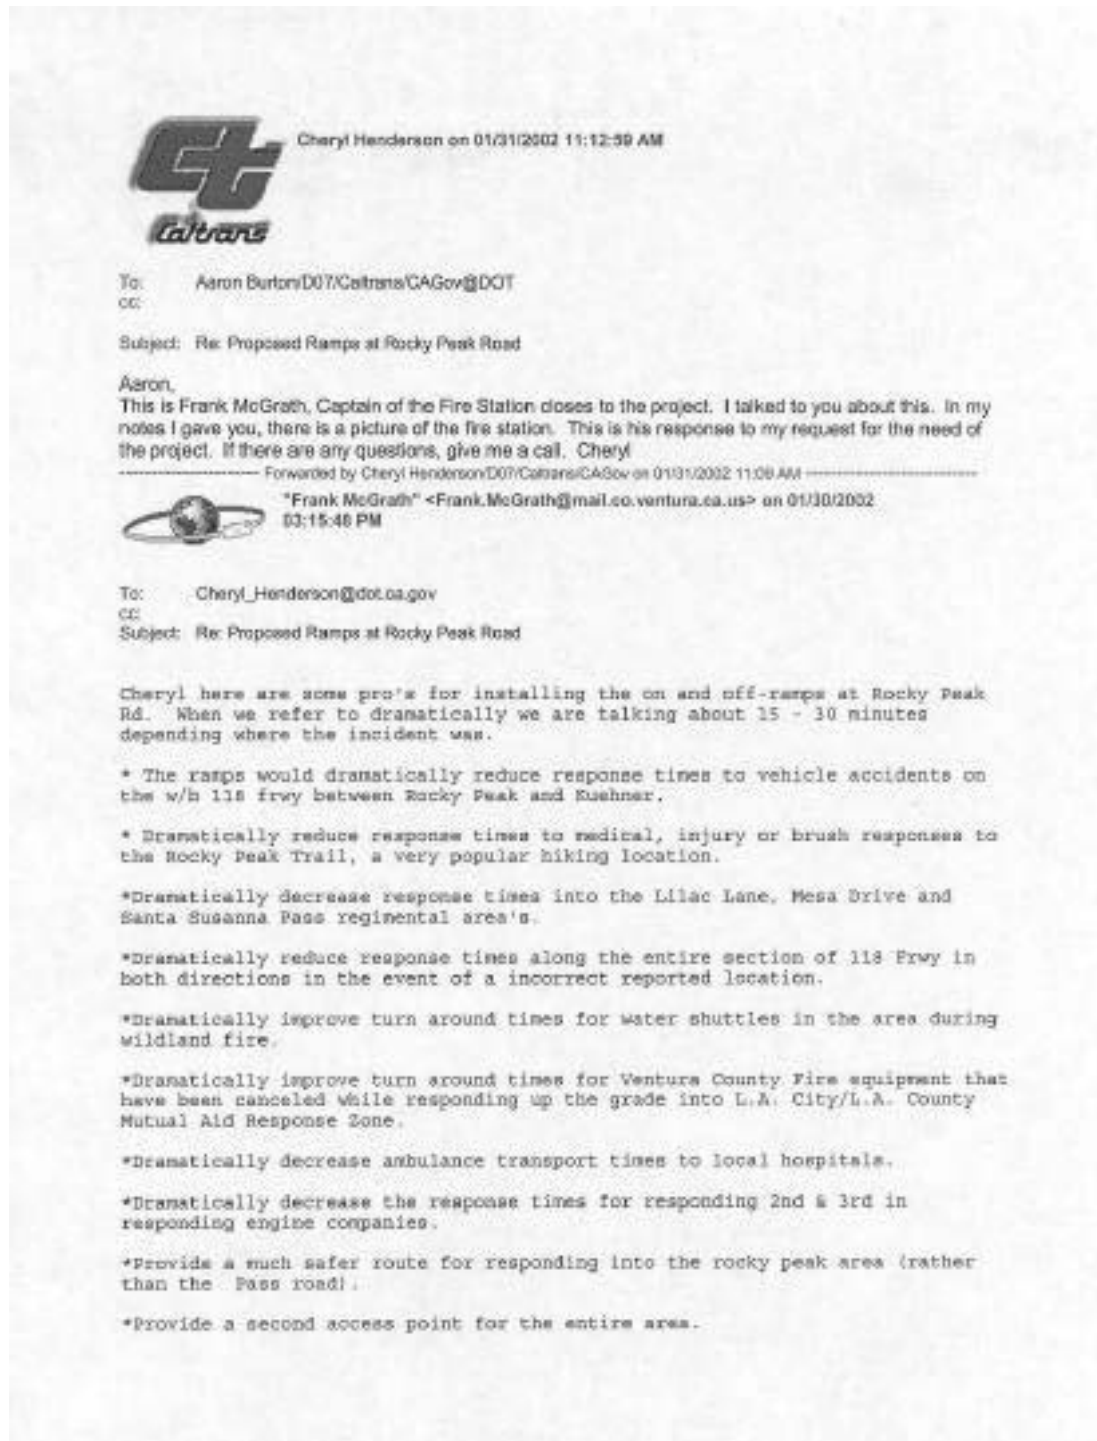 Ct
Caltrans
Cheryl Henderson on 01/31/2002 11:12:59 AM
To: Aaron Burton/D07/Caltrans/CAGov@DOT
cc:
Subject: Re: Proposed Ramps at Rocky Peak Road
Aaron,
This is Frank McGrath, Captain of the Fire Station closes to the project. I talked to you about this. In my
notes I gave you, there is a picture of the fire station. This is his response to my request for the need of
the project. If there are any questions, give me a call. Cheryl
---------------------- Forwarded by Cheryl Henderson/D07/Caltrans/CAGov on 01/31/2002 11:09 AM ---------------------------
"Frank McGrath" <Frank.McGrath@mail.co.ventura.ca.us> on 01/30/2002
03:15:46 PM
To: Cheryl_Henderson@dot.ca.gov
cc:
Subject: Re: Proposed Ramps at Rocky Peak Road
Cheryl here are some pro's for installing the on and off-ramps at Rocky Peak
Rd. When we refer to dramatically we are talking about 15 - 30 minutes
depending where the incident was.
* The ramps would dramatically reduce response times to vehicle accidents on
the w/b 118 frwy between Rocky Peak and Kuehner.
* Dramatically reduce response times to medical, injury or brush responses to
the Rocky Peak Trail, a very popular hiking location.
*Dramatically decrease response times into the Lilac Lane, Mesa Drive and
Santa Susanna Pass regimental area's.
*Dramatically reduce response times along the entire section of 118 Frwy in
both directions in the event of a incorrect reported location.
*Dramatically improve turn around times for water shuttles in the area during
wildland fire.
*Dramatically improve turn around times for Ventura County Fire equipment that
have been canceled while responding up the grade into L.A. City/L.A. County
Mutual Aid Response Zone.
*Dramatically decrease ambulance transport times to local hospitals.
*Dramatically decrease the response times for responding 2nd & 3rd in
responding engine companies.
*Provide a much safer route for responding into the rocky peak area (rather
than the Pass road).
*Provide a second access point for the entire area.